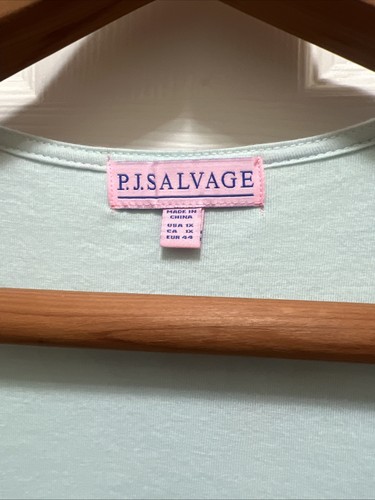 P.J.SALVAGE
MADE IN
CHINA
USA 1X
CA 1X
EUR 44